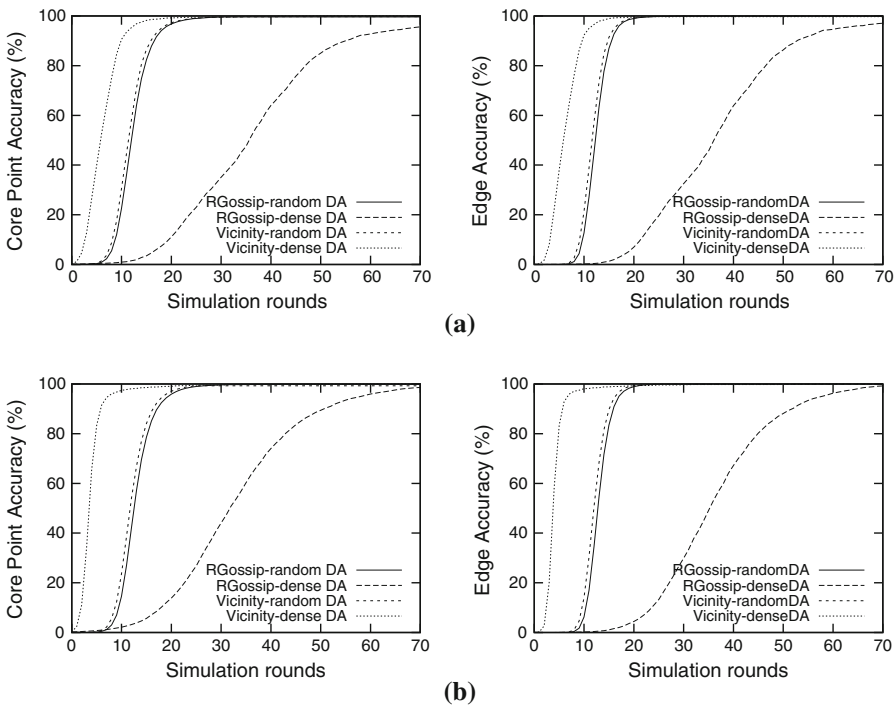 100
80
60
40
20
0
Core Point Accuracy (%)
RGossip-random DA
RGossip-dense DA
Vicinity-random DA
Vicinity-dense DA
0 10 20 30 40 50 60 70
Simulation rounds
100
80
60
40
20
0
Edge Accuracy (%)
RGossip-randomDA
RGossip-denseDA
Vicinity-randomDA
Vicinity-denseDA
0 10 20 30 40 50 60 70
Simulation rounds
(a)
100
80
60
40
20
0
Core Point Accuracy (%)
RGossip-random DA
RGossip-dense DA
Vicinity-random DA
Vicinity-dense DA
0 10 20 30 40 50 60 70
Simulation rounds
100
80
60
40
20
0
Edge Accuracy (%)
RGossip-randomDA
RGossip-denseDA
Vicinity-randomDA
Vicinity-denseDA
0 10 20 30 40 50 60 70
Simulation rounds
(b)